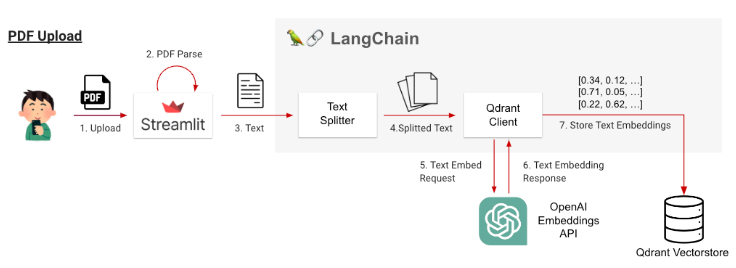 PDF Upload
🦜🔗 LangChain
2. PDF Parse
[0.34, 0.12, ...]
[0.71, 0.05, ...]
[0.22, 0.62, ...]
PDF
Streamlit
Text
Splitter
Qdrant
Client
1. Upload
3. Text
4.Splitted Text
7. Store Text Embeddings
5. Text Embed
Request
6. Text Embedding
Response
OpenAI
Embeddings
API
Qdrant Vectorstore